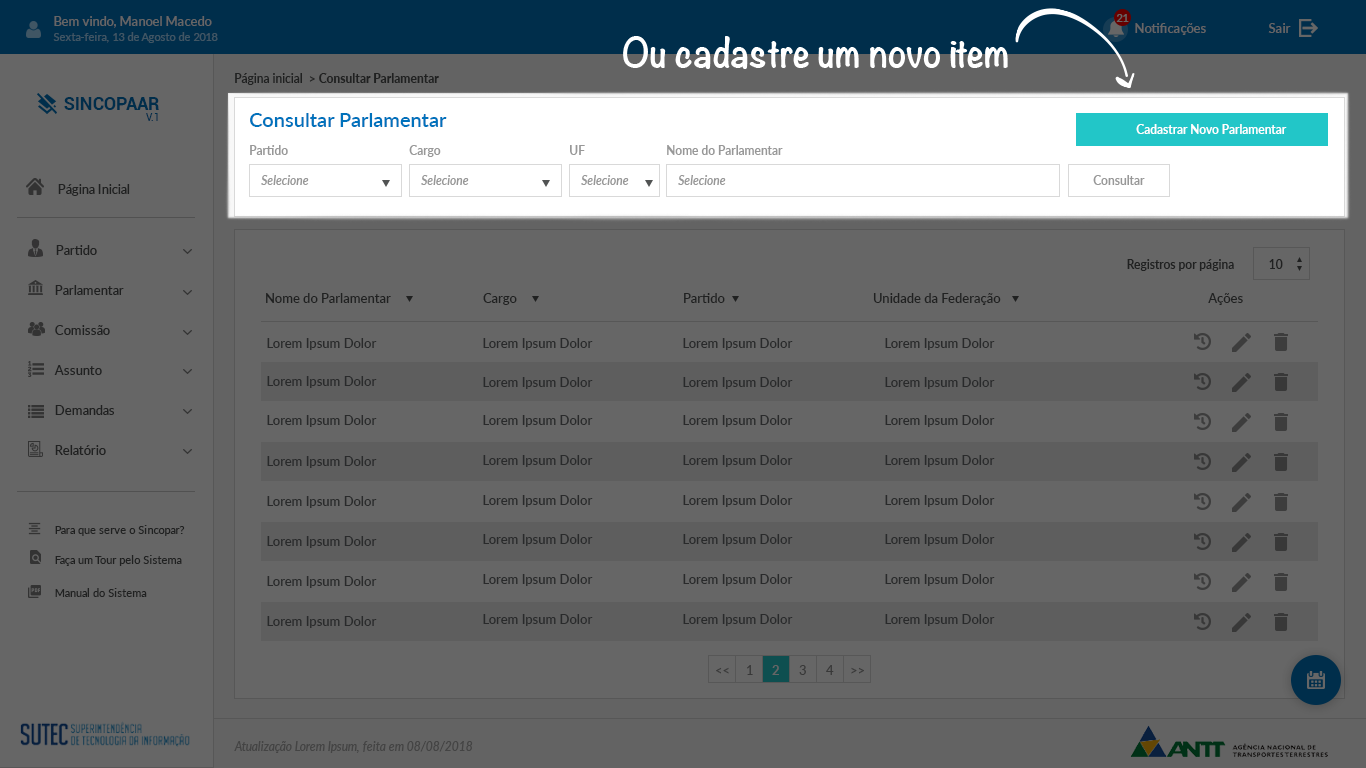 Bem vindo, Manoel Macedo
Sexta-feira, 13 de Agosto de 2018
21
Notificações
Sair
Ou cadastre um novo item
SINCOPAAR
V.1
Página inicial > Consultar Parlamentar
Consultar Parlamentar
Cadastrar Novo Parlamentar
Partido Cargo UF Nome do Parlamentar
Selecione Selecione Selecione Selecione Consultar
Página Inicial
Partido
Parlamentar
Comissão
Assunto
Demandas
Relatório
Para que serve o Sincopar?
Faça um Tour pelo Sistema
Manual do Sistema
Registros por página 10
Nome do Parlamentar Cargo Partido Unidade da Federação Ações
Lorem Ipsum Dolor Lorem Ipsum Dolor Lorem Ipsum Dolor Lorem Ipsum Dolor
Lorem Ipsum Dolor Lorem Ipsum Dolor Lorem Ipsum Dolor Lorem Ipsum Dolor
Lorem Ipsum Dolor Lorem Ipsum Dolor Lorem Ipsum Dolor Lorem Ipsum Dolor
Lorem Ipsum Dolor Lorem Ipsum Dolor Lorem Ipsum Dolor Lorem Ipsum Dolor
Lorem Ipsum Dolor Lorem Ipsum Dolor Lorem Ipsum Dolor Lorem Ipsum Dolor
Lorem Ipsum Dolor Lorem Ipsum Dolor Lorem Ipsum Dolor Lorem Ipsum Dolor
Lorem Ipsum Dolor Lorem Ipsum Dolor Lorem Ipsum Dolor Lorem Ipsum Dolor
Lorem Ipsum Dolor Lorem Ipsum Dolor Lorem Ipsum Dolor Lorem Ipsum Dolor
<< 1 2 3 4 >>
SUTEC SUPERINTENDÊNCIA
DE TECNOLOGIA DA INFORMAÇÃO
Atualização Lorem Ipsum, feita em 08/08/2018
ANTT AGÊNCIA NACIONAL DE
TRANSPORTES TERRESTRES